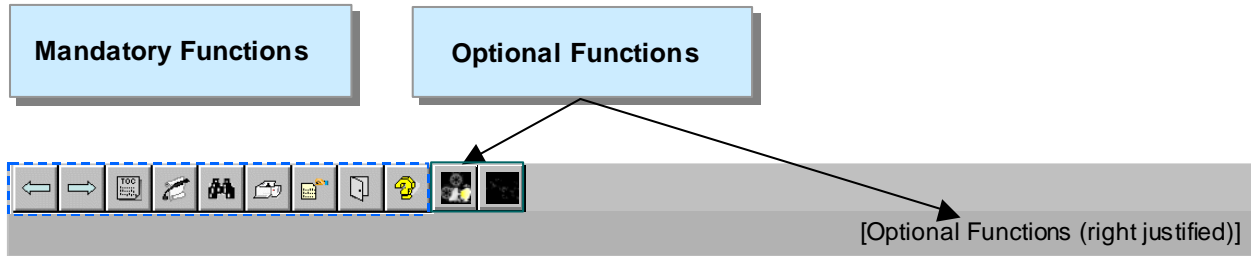 Mandatory Functions
Optional Functions
TOC
[Optional Functions (right justified)]